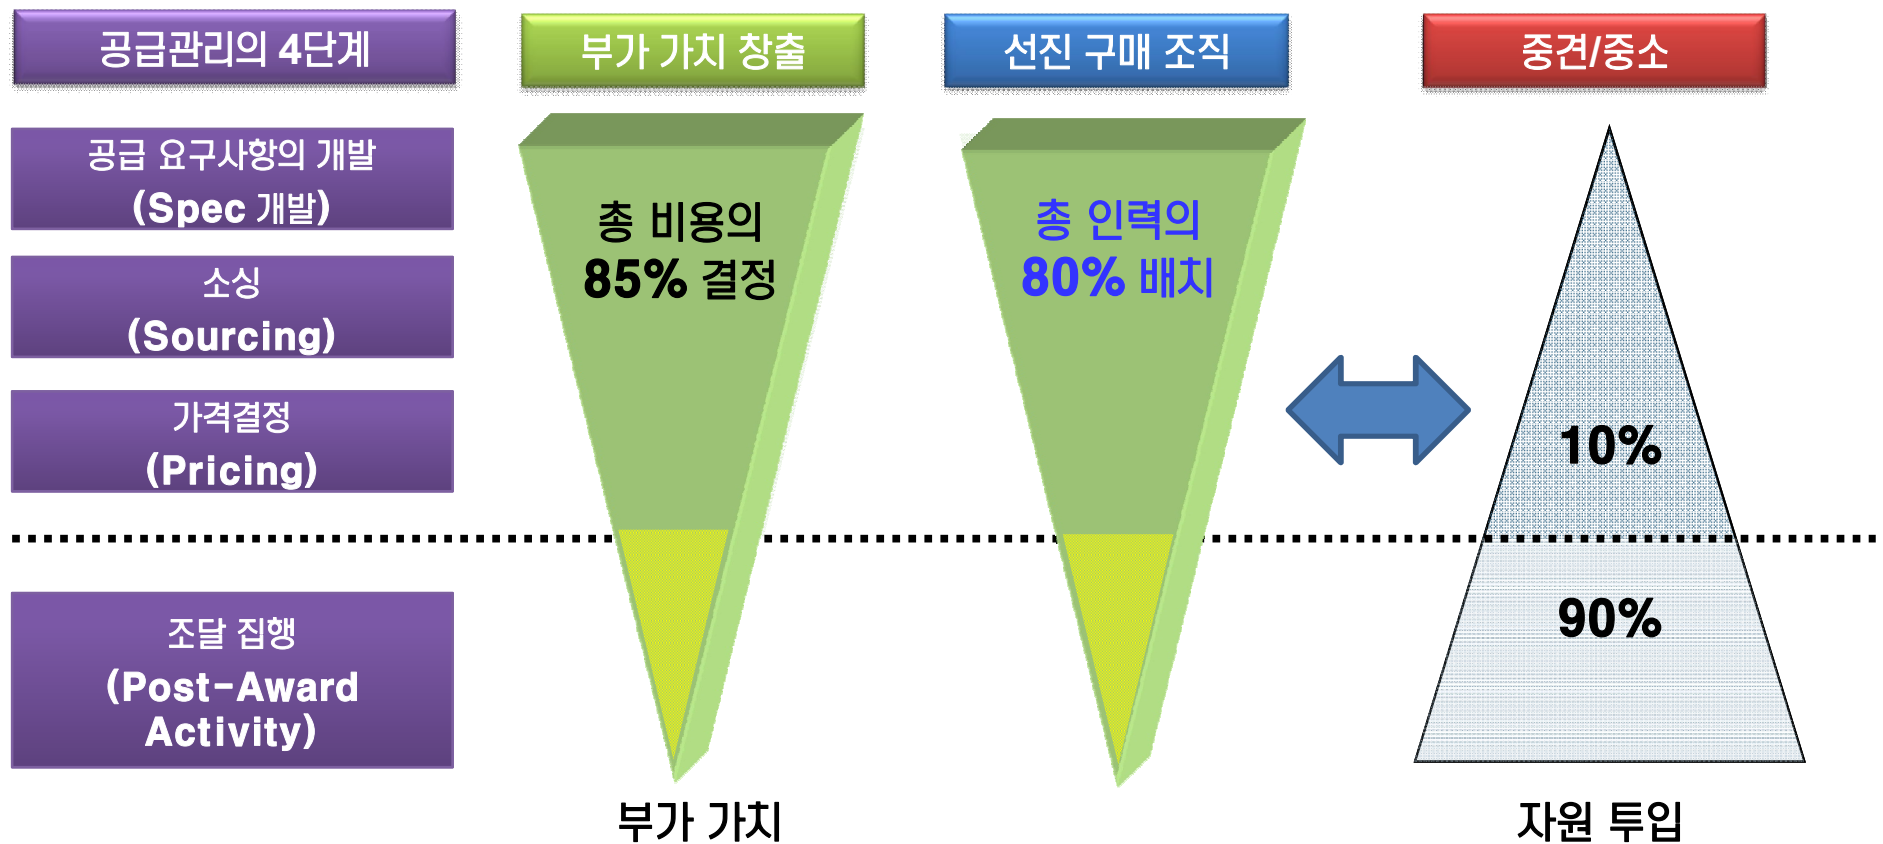 공급관리의 4단계
부가 가치 창출
선진 구매 조직
중견/중소
공급 요구사항의 개발
(Spec 개발)
소싱
(Sourcing)
가격결정
(Pricing)
조달 집행
(Post-Award
Activity)
총 비용의
85% 결정
부가 가치
총 인력의
80% 배치
10%
90%
자원 투입